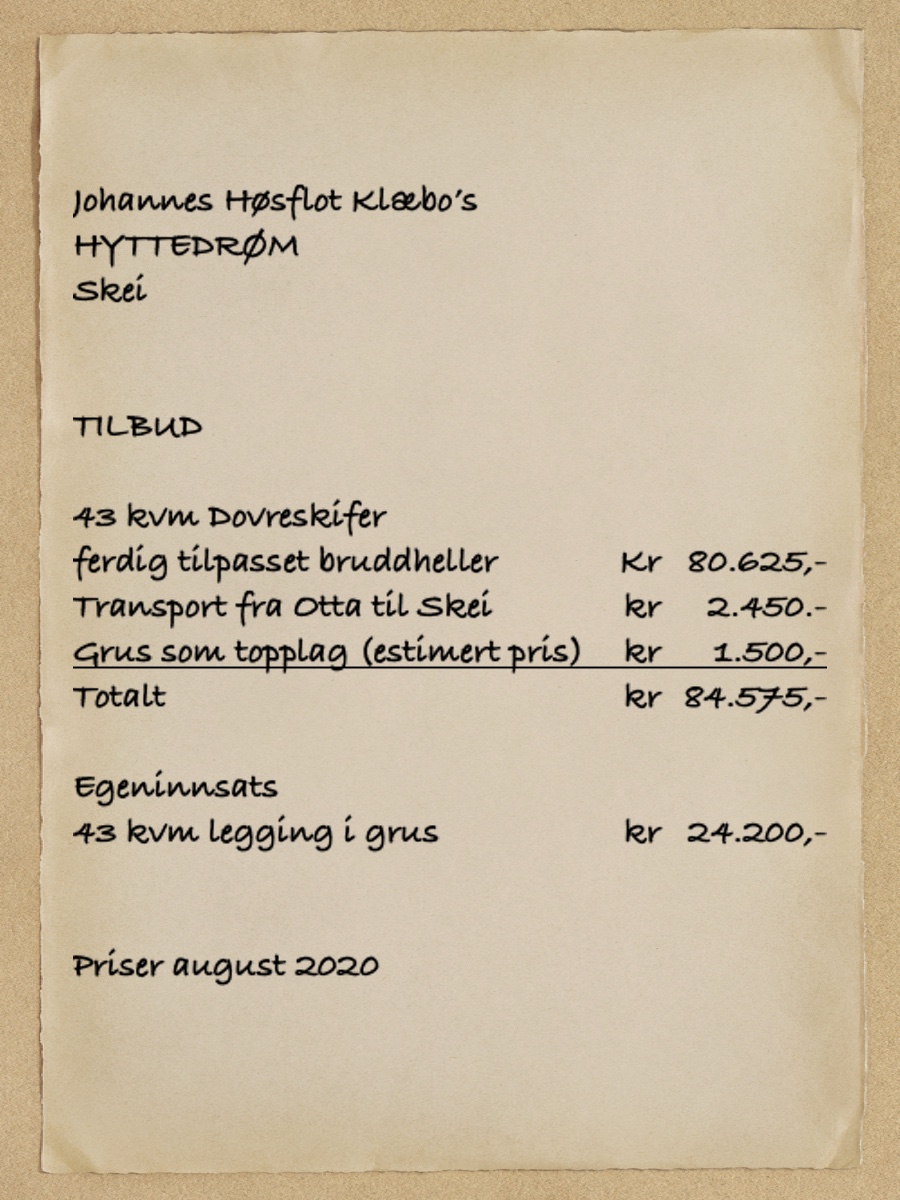 Johannes Høsflot Klæbo's
HYTTEDRØM
Skei
TILBUD
43 kvm Dovreskifer
ferdig tilpasset bruddheller Kr 80.625,-
Transport fra Otta til Skei kr 2.450.-
Grus som topplag (estimert pris) kr 1.500,-
Totalt kr 84.575,-
Egeninnsats
43 kvm legging i grus kr 24.200,-
Priser august 2020